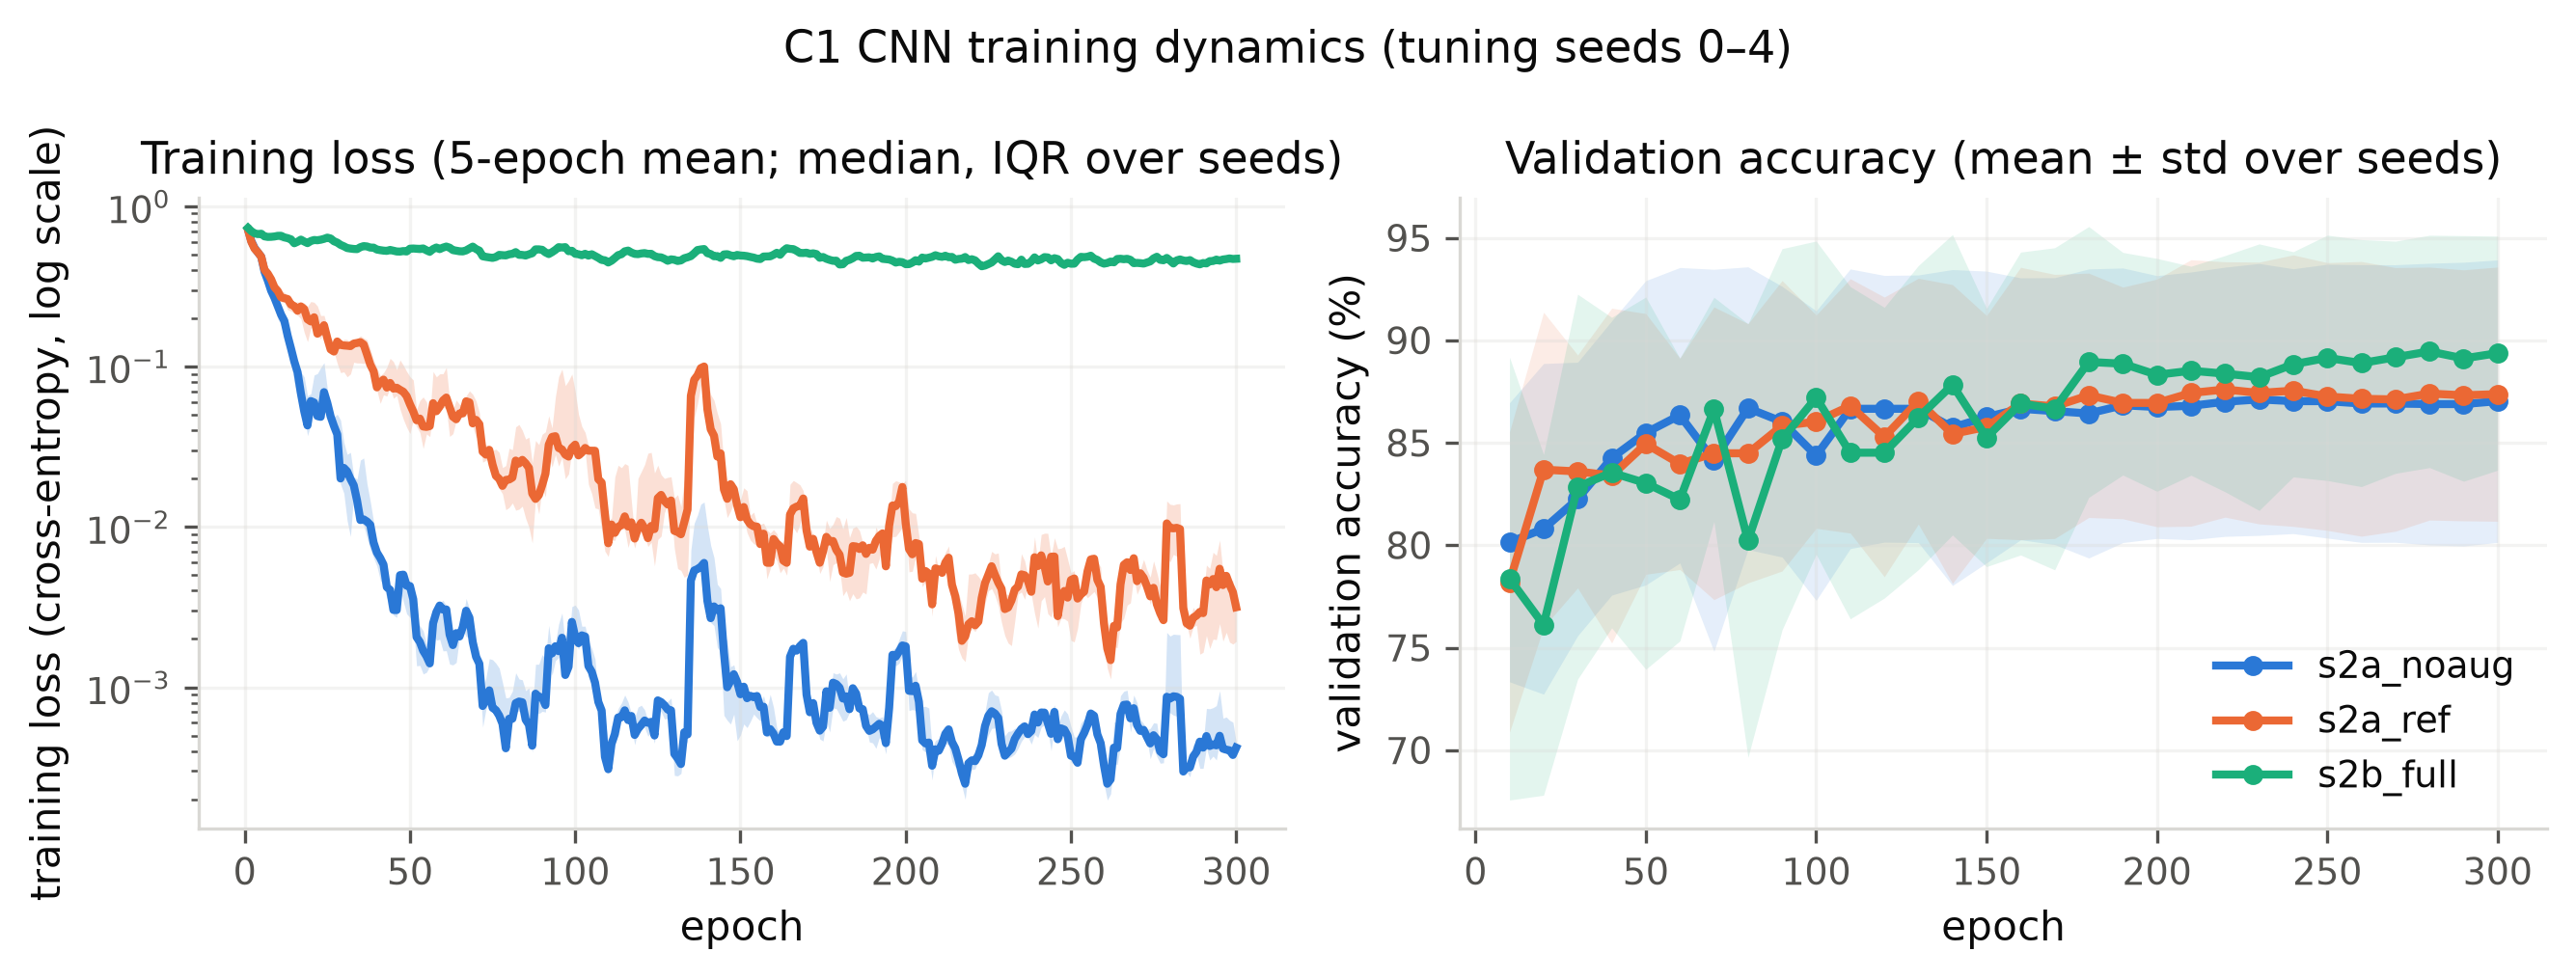 C1 CNN training dynamics (tuning seeds 0–4)
Training loss (5-epoch mean; median, IQR over seeds)
training loss (cross-entropy, log scale)
10⁰
10⁻¹
10⁻²
10⁻³
0 50 100 150 200 250 300
epoch
Validation accuracy (mean ± std over seeds)
validation accuracy (%)
95
90
85
80
75
70
s2a_noaug
s2a_ref
s2b_full
0 50 100 150 200 250 300
epoch